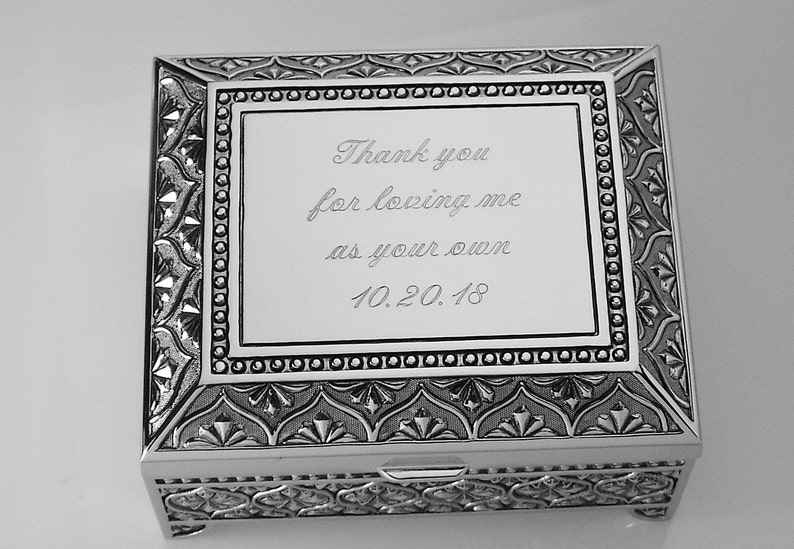 Thank you
for loving me
as your own
10.20.18